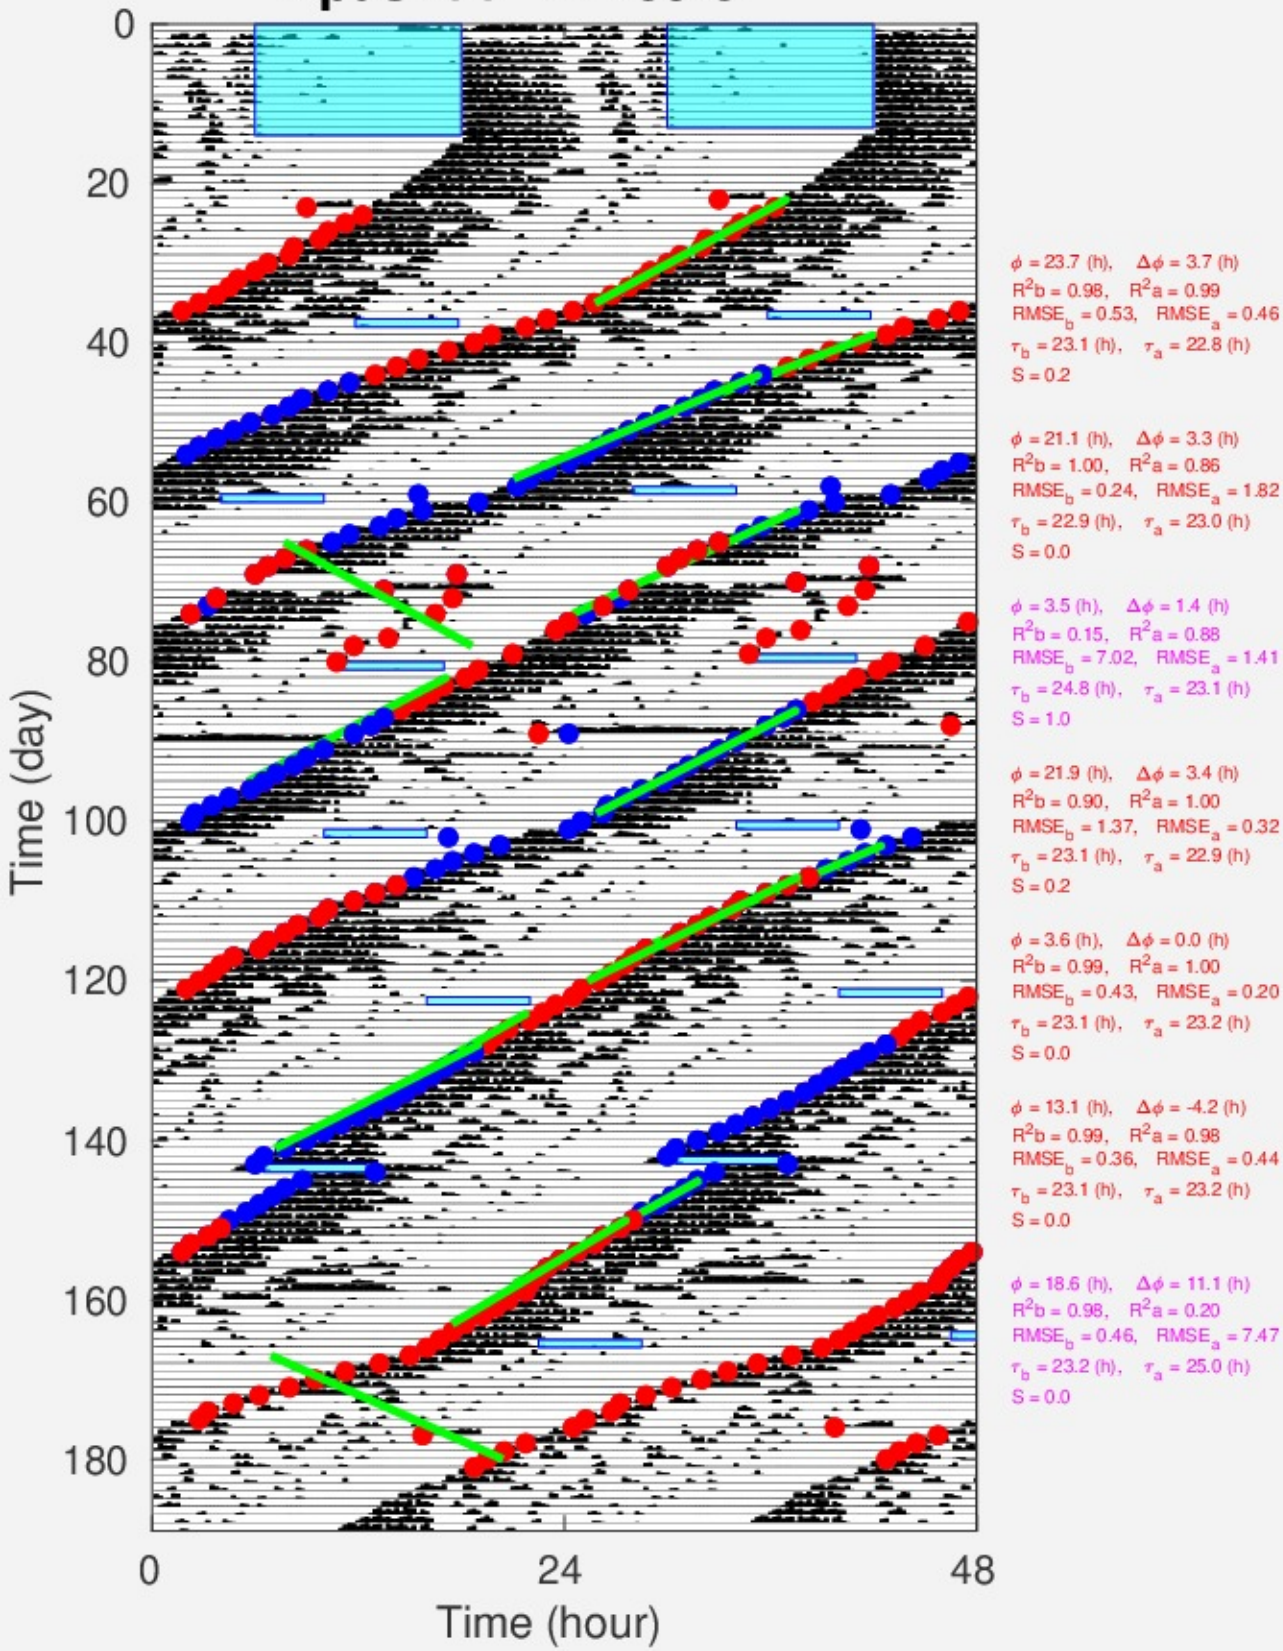 0
20
40
60
80
100
120
140
160
180
Time (day)
0 24 48
Time (hour)
ϕ = 23.7 (h), Δϕ = 3.7 (h)
R²b = 0.98, R²a = 0.99
RMSE_b = 0.53, RMSE_a = 0.46
τ_b = 23.1 (h), τ_a = 22.8 (h)
S = 0.2
ϕ = 21.1 (h), Δϕ = 3.3 (h)
R²b = 1.00, R²a = 0.86
RMSE_b = 0.24, RMSE_a = 1.82
τ_b = 22.9 (h), τ_a = 23.0 (h)
S = 0.0
ϕ = 3.5 (h), Δϕ = 1.4 (h)
R²b = 0.15, R²a = 0.88
RMSE_b = 7.02, RMSE_a = 1.41
τ_b = 24.8 (h), τ_a = 23.1 (h)
S = 1.0
ϕ = 21.9 (h), Δϕ = 3.4 (h)
R²b = 0.90, R²a = 1.00
RMSE_b = 1.37, RMSE_a = 0.32
τ_b = 23.1 (h), τ_a = 22.9 (h)
S = 0.2
ϕ = 3.6 (h), Δϕ = 0.0 (h)
R²b = 0.99, R²a = 1.00
RMSE_b = 0.43, RMSE_a = 0.20
τ_b = 23.1 (h), τ_a = 23.2 (h)
S = 0.0
ϕ = 13.1 (h), Δϕ = -4.2 (h)
R²b = 0.99, R²a = 0.98
RMSE_b = 0.36, RMSE_a = 0.44
τ_b = 23.1 (h), τ_a = 23.2 (h)
S = 0.0
ϕ = 18.6 (h), Δϕ = 11.1 (h)
R²b = 0.98, R²a = 0.20
RMSE_b = 0.46, RMSE_a = 7.47
τ_b = 23.2 (h), τ_a = 25.0 (h)
S = 0.0